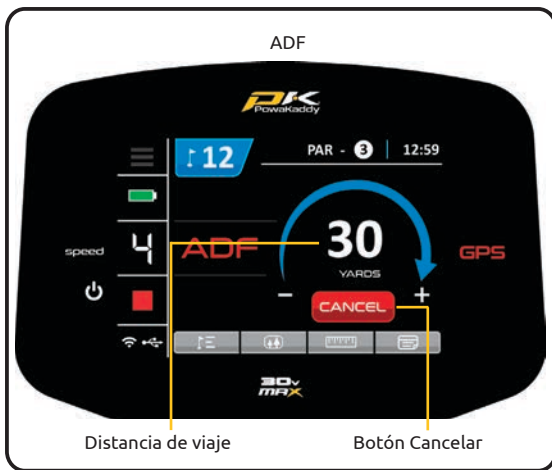 ADF
PK
PowaKaddy
12
PAR - 3 12:59
speed 4
ADF
30
YARDS
GPS
- +
CANCEL
30v
MAX
Distancia de viaje
Botón Cancelar